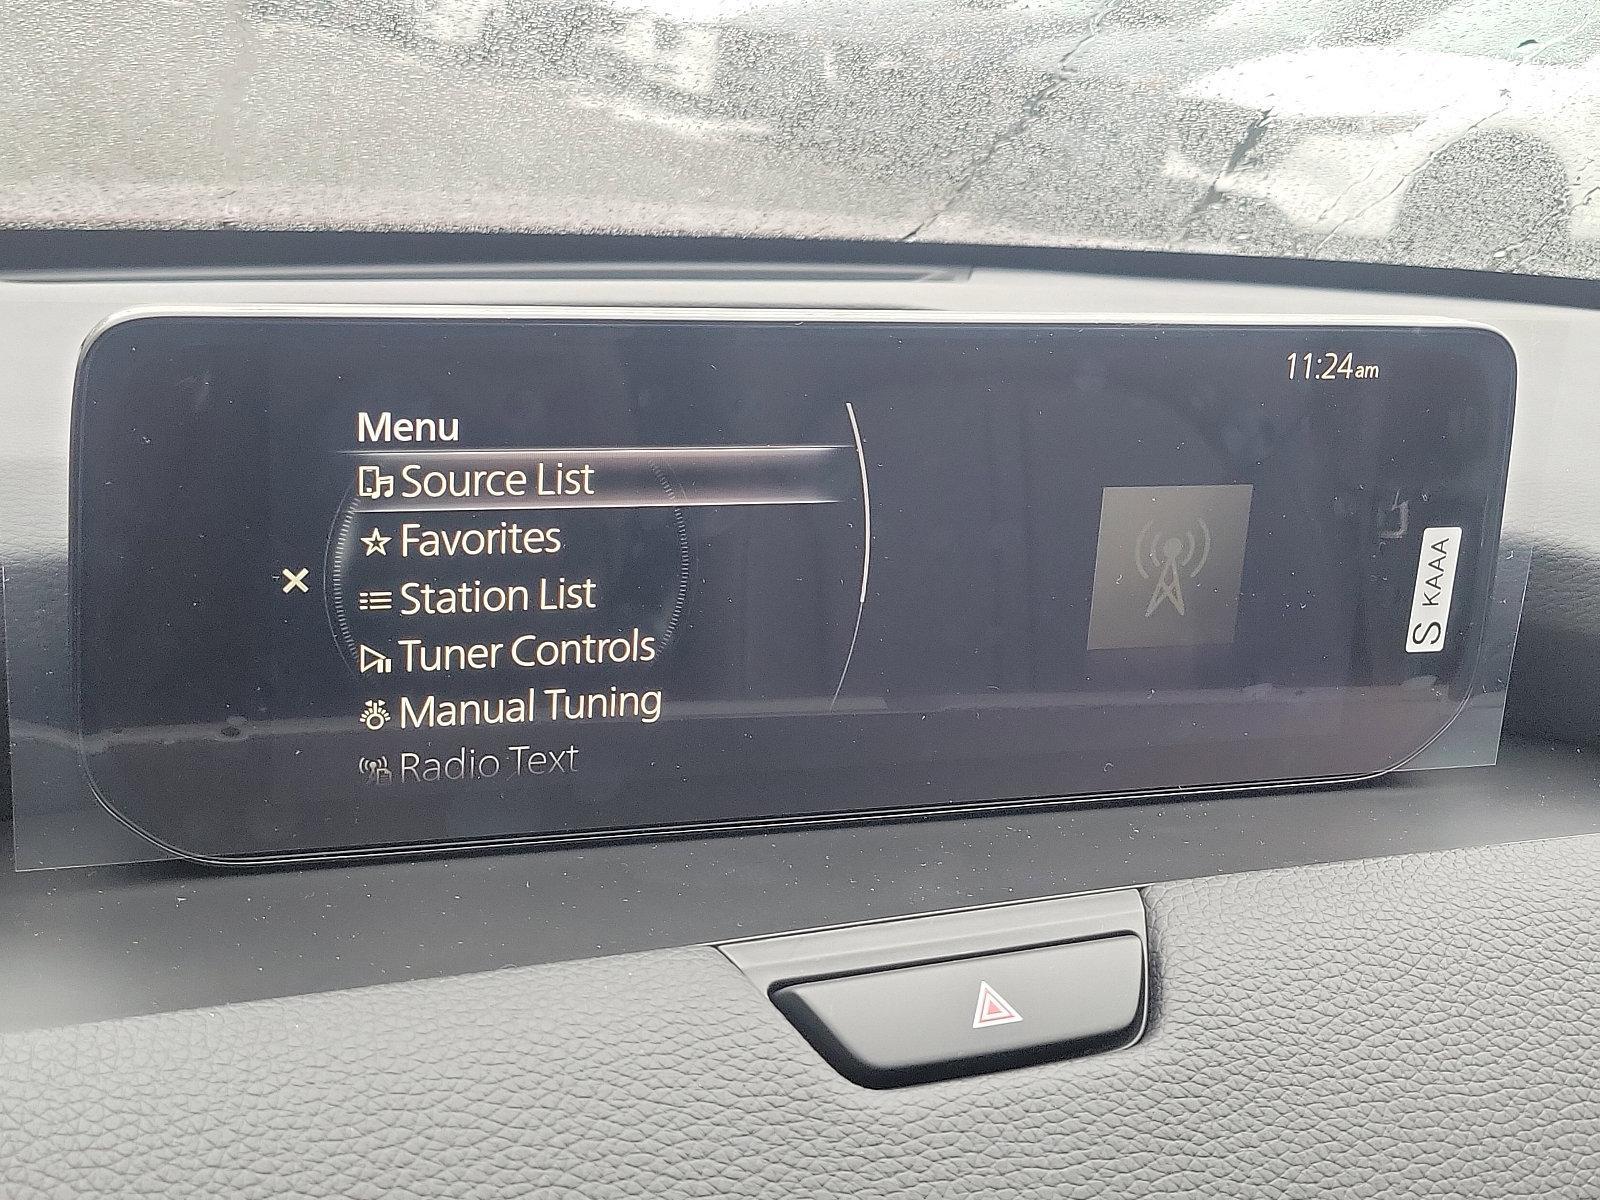 11:24am
Menu
Source List
Favorites
Station List
Tuner Controls
Manual Tuning
Radio Text
S KAAA